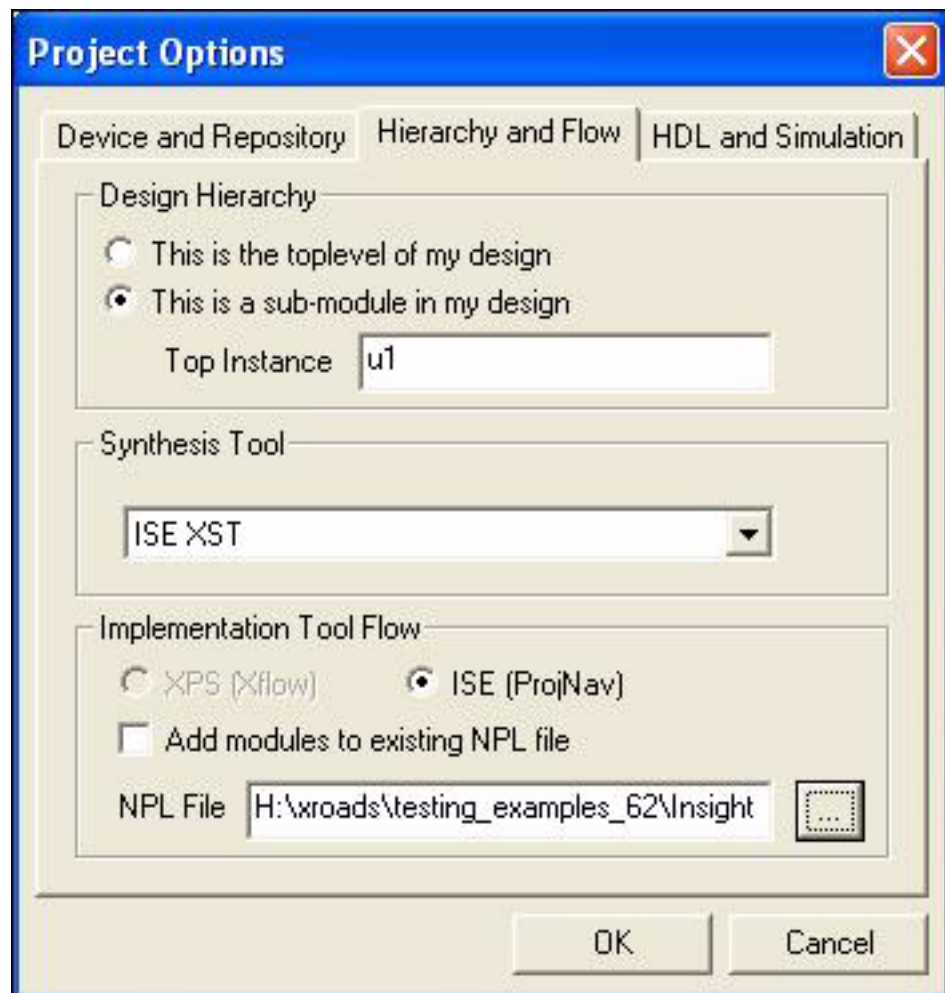 Project Options
Device and Repository Hierarchy and Flow HDL and Simulation
Design Hierarchy
This is the toplevel of my design
This is a sub-module in my design
Top Instance u1
Synthesis Tool
ISE XST
Implementation Tool Flow
XPS (Xflow) ISE (ProjNav)
Add modules to existing NPL file
NPL File H:\xroads\testing_examples_62\Insight ...
OK Cancel